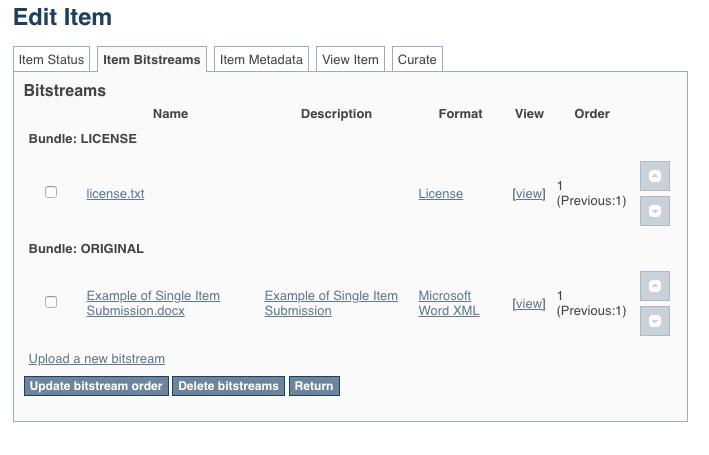 Edit Item
Item Status Item Bitstreams Item Metadata View Item Curate
Bitstreams
Name Description Format View Order
Bundle: LICENSE
license.txt License [view] 1
(Previous:1)
Bundle: ORIGINAL
Example of Single Item Example of Single Item Microsoft [view] 1
Submission.docx Submission Word XML (Previous:1)
Upload a new bitstream
Update bitstream order Delete bitstreams Return